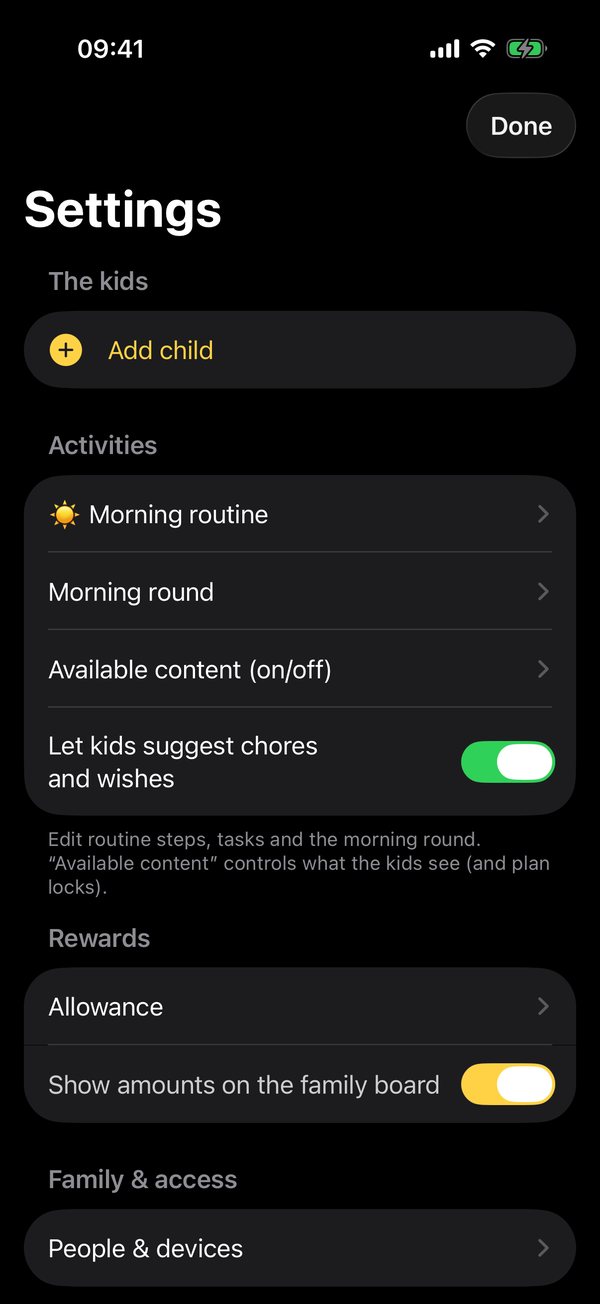 09:41
Done
Settings
The kids
Add child
Activities
☀️ Morning routine
Morning round
Available content (on/off)
Let kids suggest chores
and wishes
Edit routine steps, tasks and the morning round.
“Available content” controls what the kids see (and plan
locks).
Rewards
Allowance
Show amounts on the family board
Family & access
People & devices